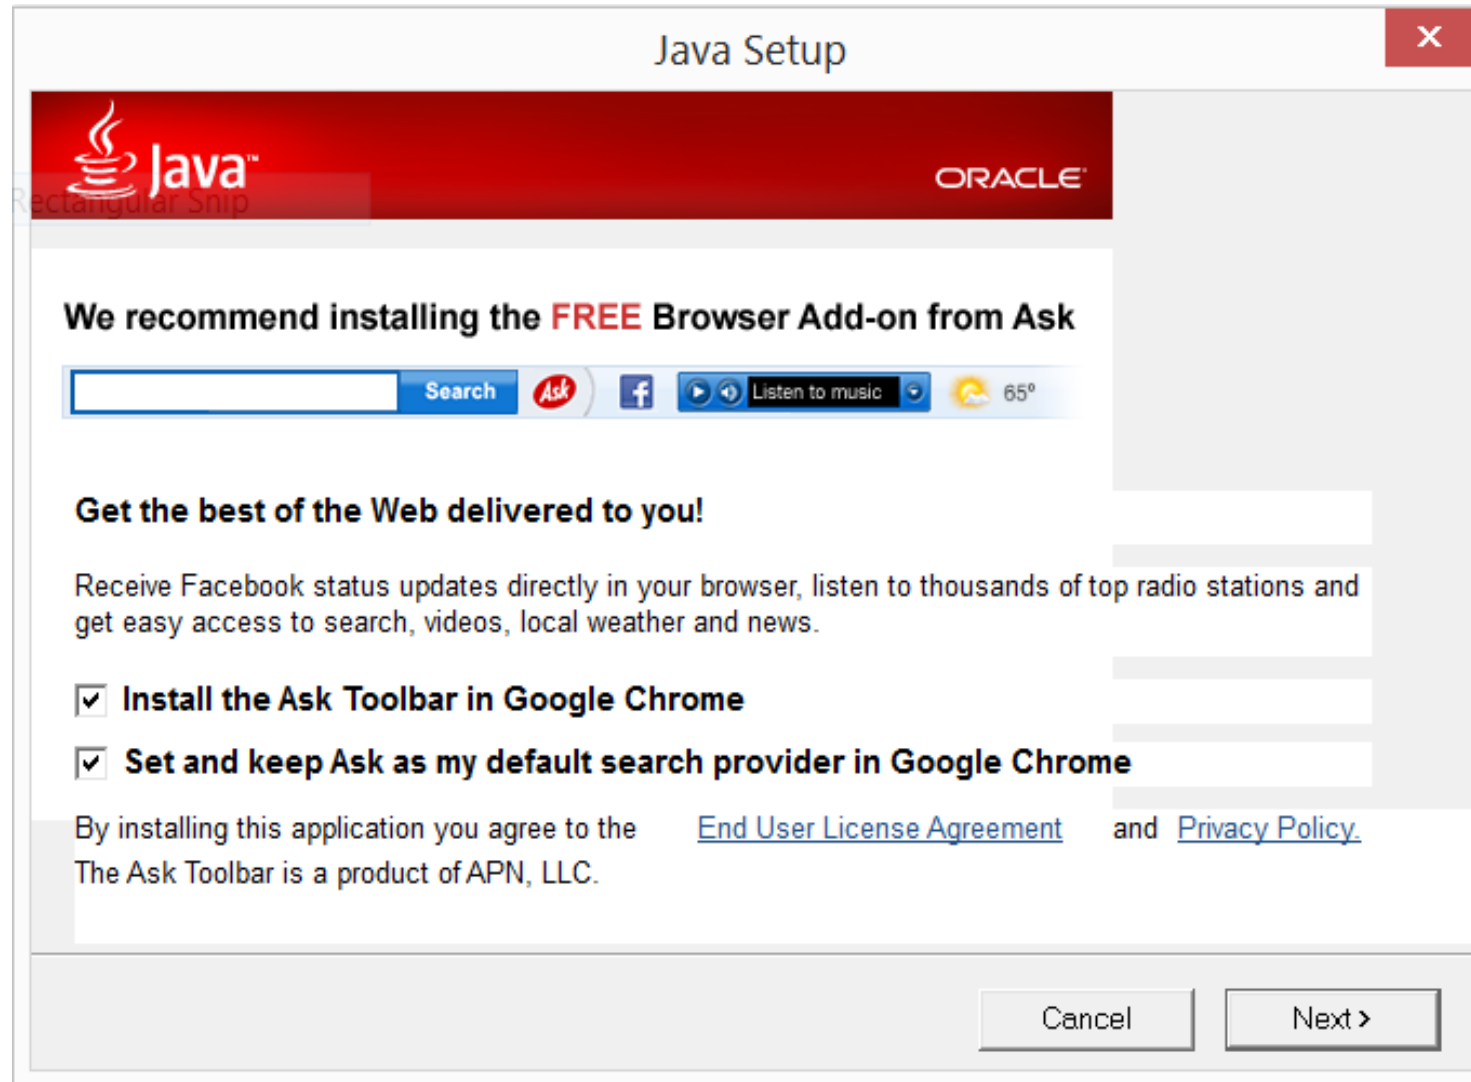 Java Setup
Java™
ORACLE®
Rectangular Snip
We recommend installing the FREE Browser Add-on from Ask
Search Ask f Listen to music 65°
Get the best of the Web delivered to you!
Receive Facebook status updates directly in your browser, listen to thousands of top radio stations and
get easy access to search, videos, local weather and news.
Install the Ask Toolbar in Google Chrome
Set and keep Ask as my default search provider in Google Chrome
By installing this application you agree to the End User License Agreement and Privacy Policy.
The Ask Toolbar is a product of APN, LLC.
Cancel Next >